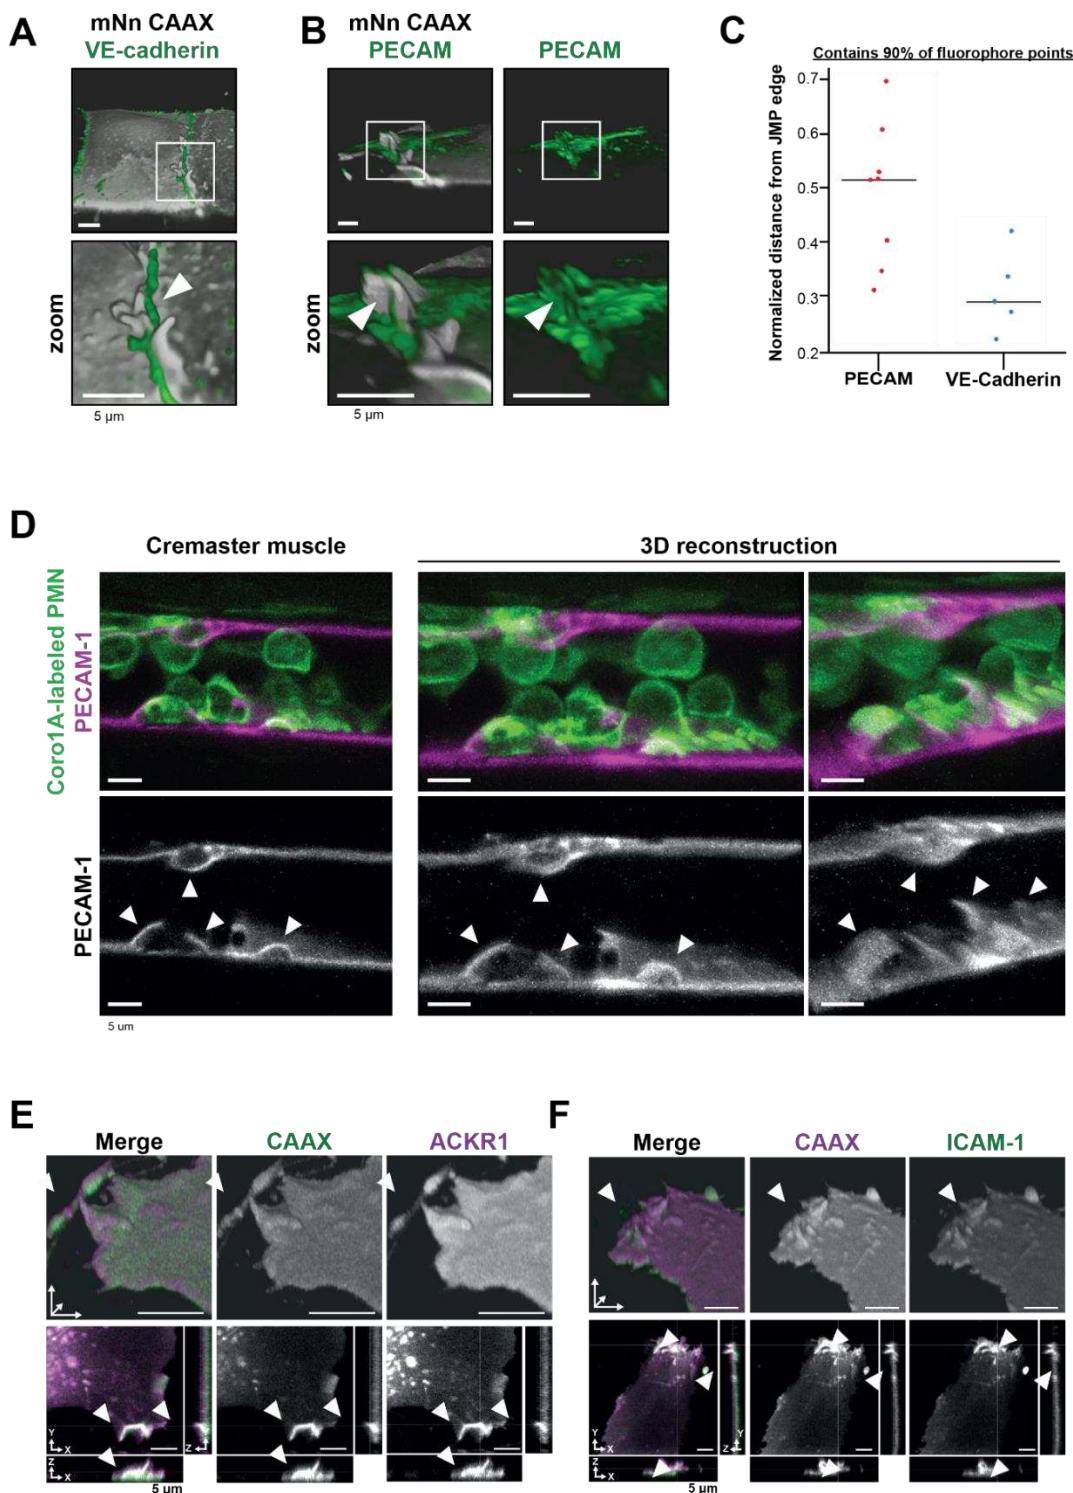 A
mNn CAAX
VE-cadherin
zoom
5 µm
B
mNn CAAX
PECAM
PECAM
zoom
C
Contains 90% of fluorophore points
Normalized distance from JMP edge
0.7
0.6
0.5
0.4
0.3
0.2
PECAM
VE-Cadherin
D
Cremaster muscle
3D reconstruction
Coro1A-labeled PMN
PECAM-1
PECAM-1
5 um
E
Merge
CAAX
ACKR1
Y
X
Z
Z
X
5 µm
F
Merge
CAAX
ICAM-1
Y
X
Z
Z
X
5 µm